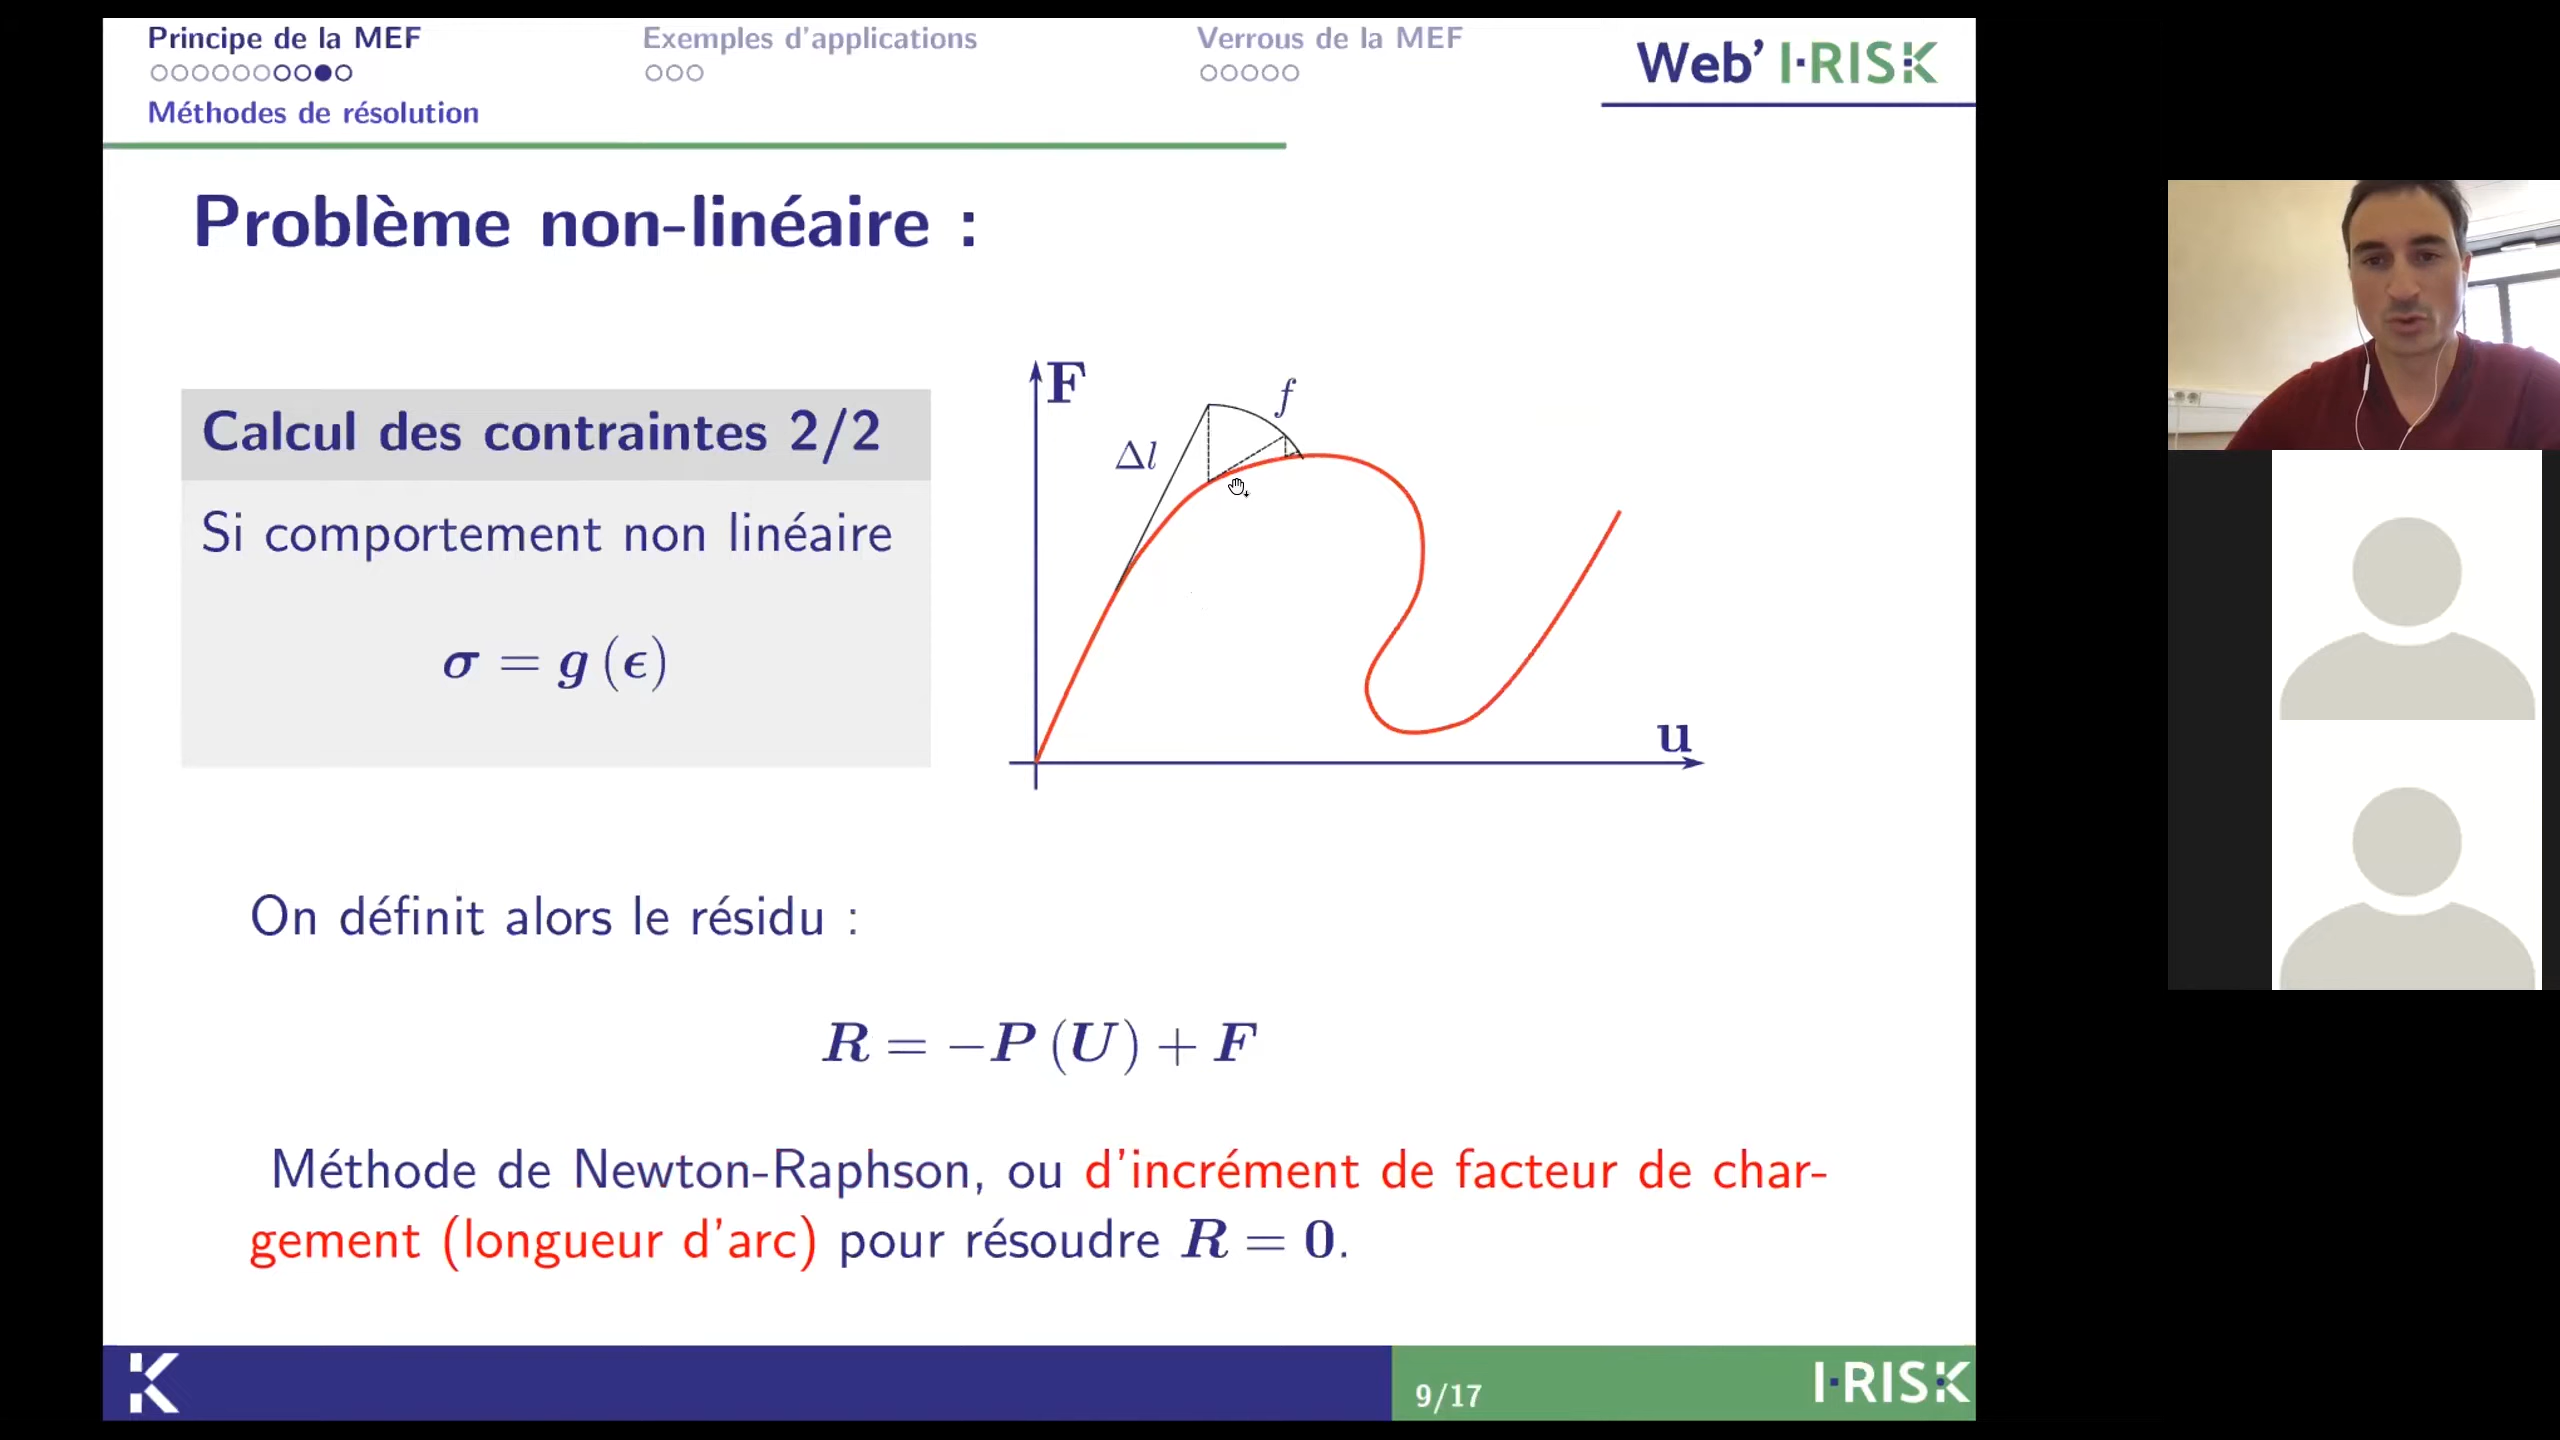 Principe de la MEF
Exemples d'applications
Verrous de la MEF
Web' I·RISK
Méthodes de résolution
Problème non-linéaire :
Calcul des contraintes 2/2
Si comportement non linéaire
σ = g (ϵ)
F
f
Δl
u
On définit alors le résidu :
R = −P (U) + F
Méthode de Newton-Raphson, ou d'incrément de facteur de char-
gement (longueur d'arc) pour résoudre R = 0.
K
9/17
I·RISK